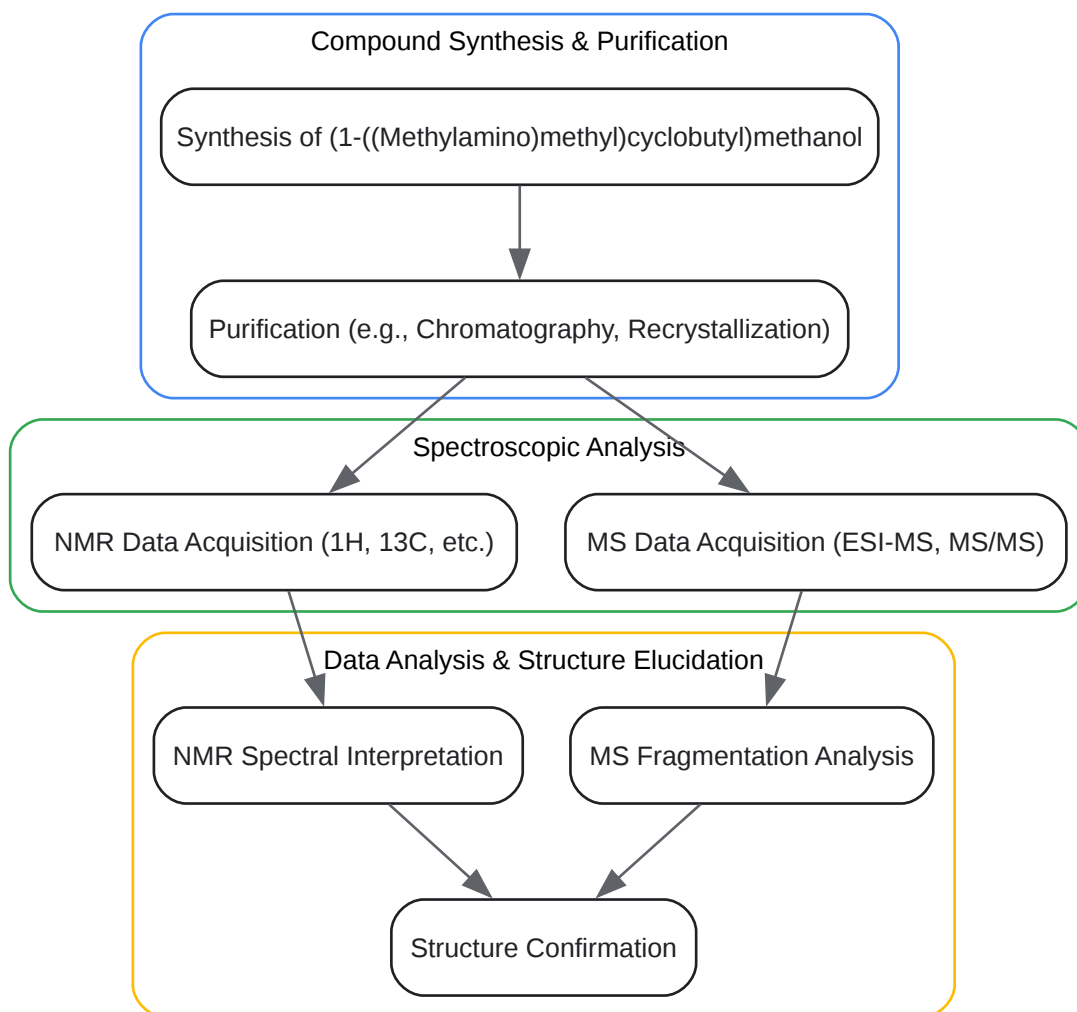 Compound Synthesis & Purification
Synthesis of (1-((Methylamino)methyl)cyclobutyl)methanol
Purification (e.g., Chromatography, Recrystallization)
Spectroscopic Analysis
NMR Data Acquisition (1H, 13C, etc.)
MS Data Acquisition (ESI-MS, MS/MS)
Data Analysis & Structure Elucidation
NMR Spectral Interpretation
MS Fragmentation Analysis
Structure Confirmation